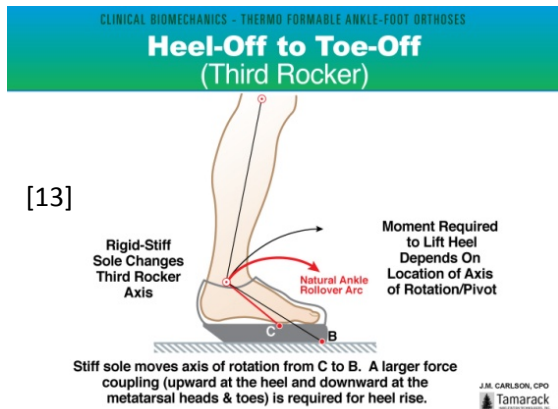 CLINICAL BIOMECHANICS - THERMO FORMABLE ANKLE-FOOT ORTHOSES
Heel-Off to Toe-Off
(Third Rocker)
[13]
Rigid-Stiff
Sole Changes
Third Rocker
Axis
Moment Required
to Lift Heel
Depends On
Location of Axis
of Rotation/Pivot
Natural Ankle
Rollover Arc
C
B
Stiff sole moves axis of rotation from C to B. A larger force
coupling (upward at the heel and downward at the
metatarsal heads & toes) is required for heel rise.
J.M. CARLSON, CPO
Tamarack